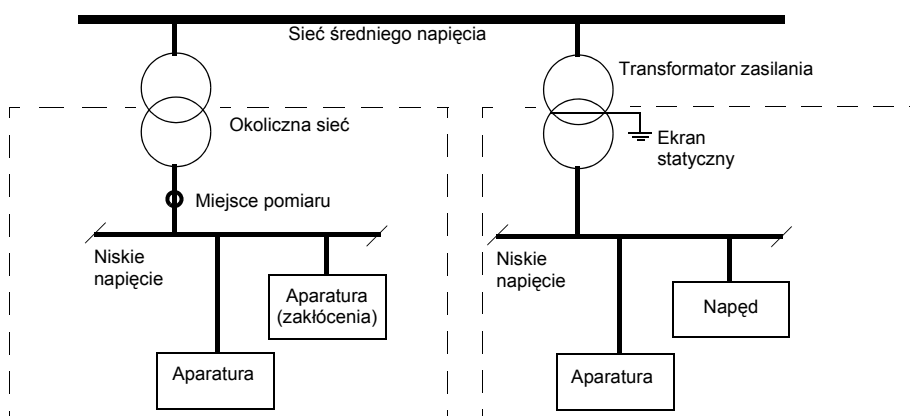 Sieć średniego napięcia
Transformator zasilania
Okoliczna sieć
Ekran
statyczny
Miejsce pomiaru
Niskie
napięcie
Aparatura
(zakłócenia)
Aparatura
Niskie
napięcie
Napęd
Aparatura